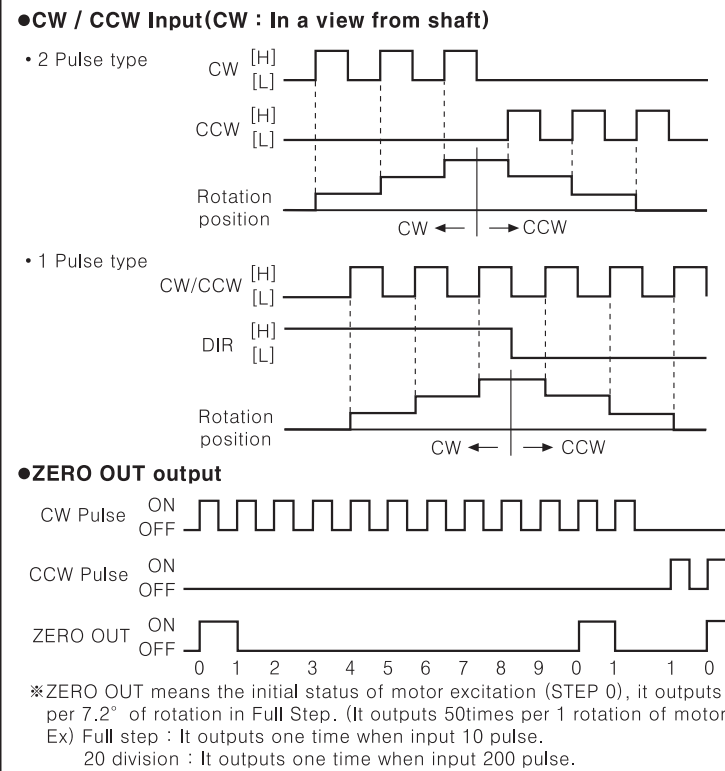 ●CW / CCW Input(CW : In a view from shaft)
• 2 Pulse type
CW [H]
[L]
CCW [H]
[L]
Rotation
position
CW CCW
• 1 Pulse type
CW/CCW [H]
[L]
DIR [H]
[L]
Rotation
position
CW CCW
●ZERO OUT output
CW Pulse ON
OFF
CCW Pulse ON
OFF
ZERO OUT ON
OFF
0 1 2 3 4 5 6 7 8 9 0 1 1 0
※ZERO OUT means the initial status of motor excitation (STEP 0), it outputs
per 7.2° of rotation in Full Step. (It outputs 50times per 1 rotation of motor
Ex) Full step : It outputs one time when input 10 pulse.
20 division : It outputs one time when input 200 pulse.